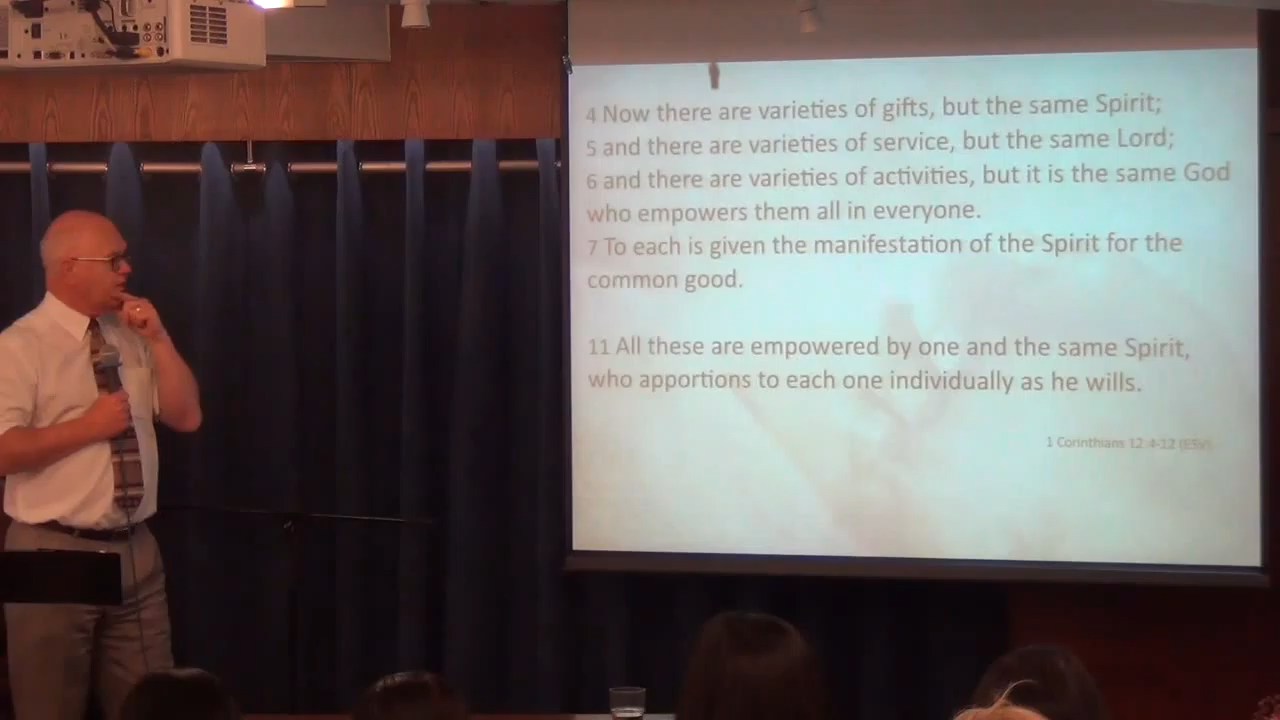 4 Now there are varieties of gifts, but the same Spirit;
5 and there are varieties of service, but the same Lord;
6 and there are varieties of activities, but it is the same God
who empowers them all in everyone.
7 To each is given the manifestation of the Spirit for the
common good.
11 All these are empowered by one and the same Spirit,
who apportions to each one individually as he wills.
1 Corinthians 12:4-12 (ESV)